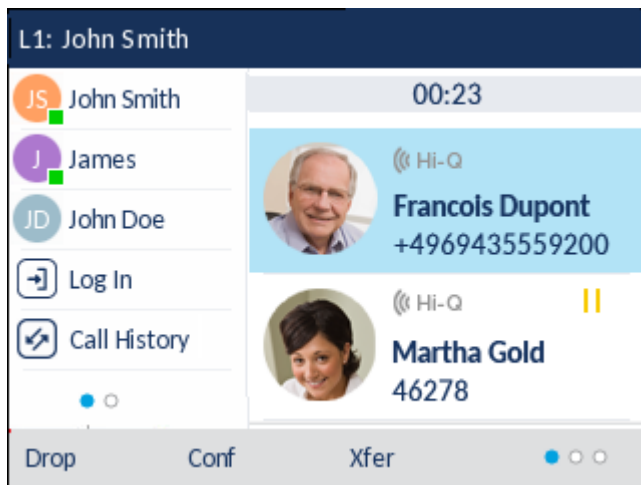 L1: John Smith
JS John Smith
J James
JD John Doe
Log In
Call History
00:23
Hi-Q
Francois Dupont
+4969435559200
Hi-Q
Martha Gold
46278
Drop Conf Xfer